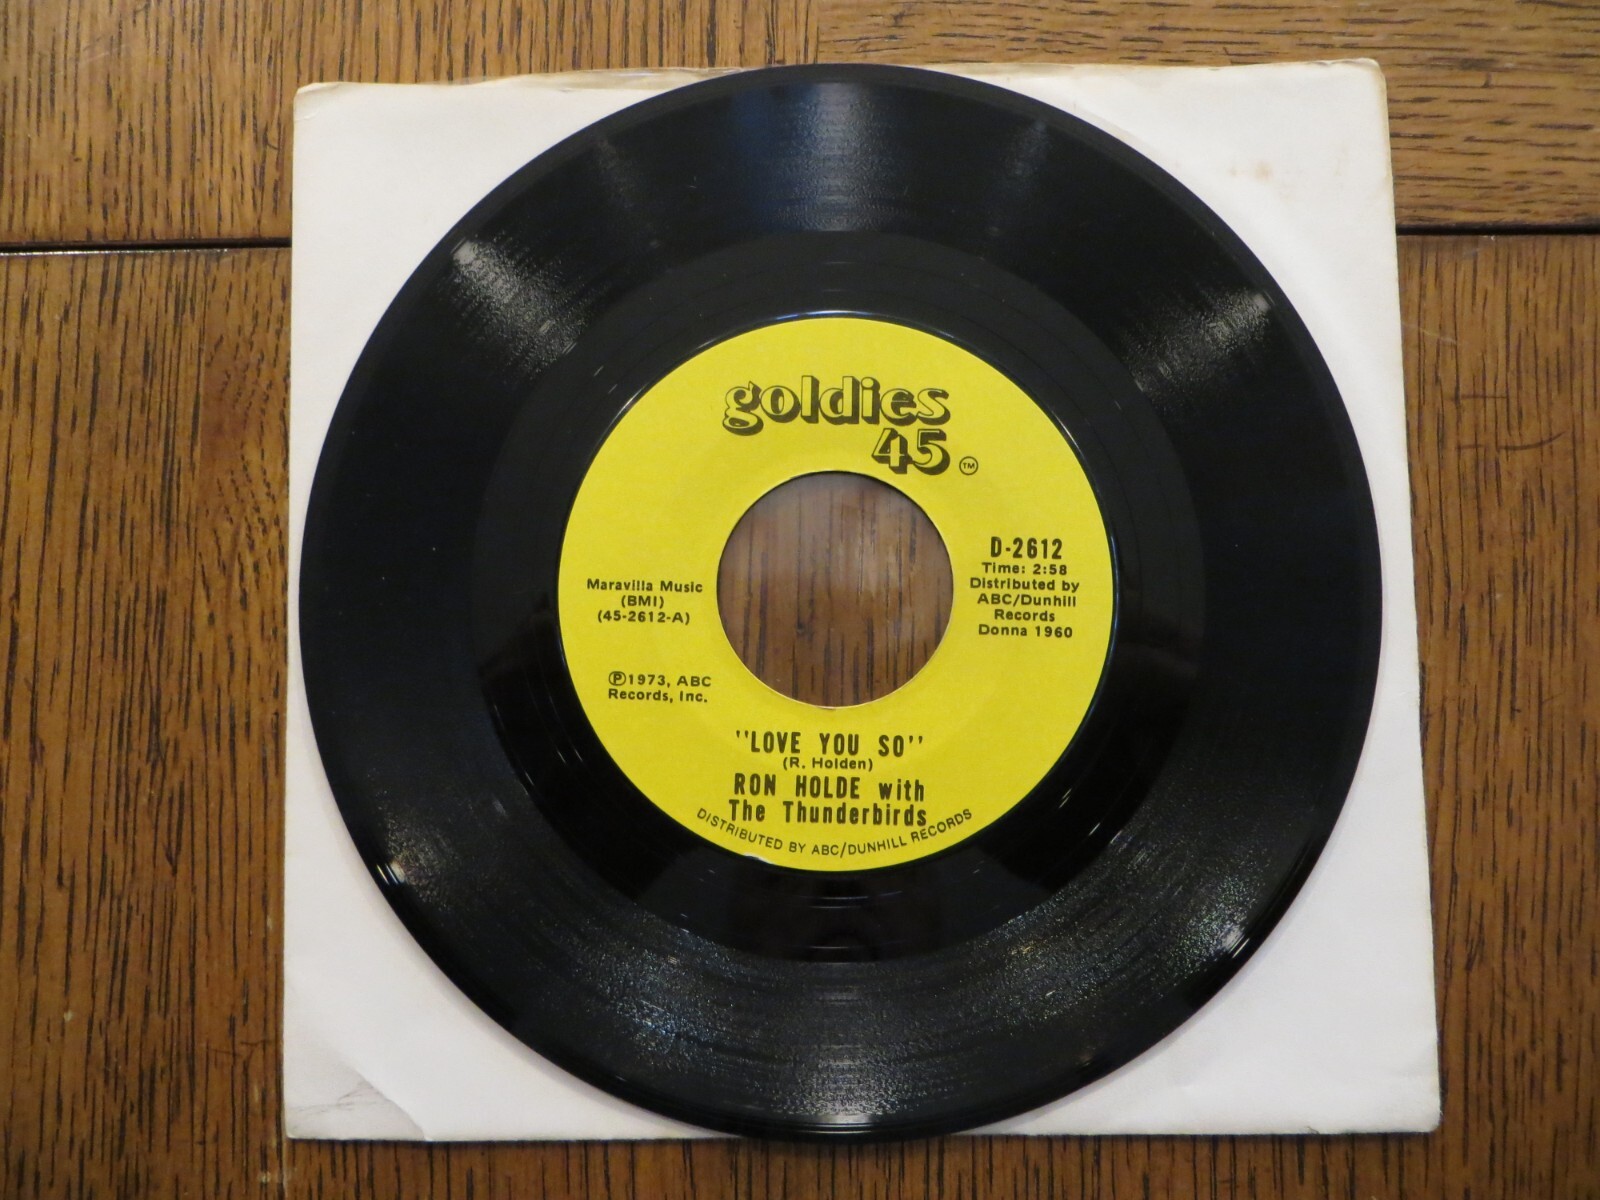 goldies
45 ™
D-2612
Time: 2:58
Distributed by
ABC/Dunhill
Records
Donna 1960
Maravilla Music
(BMI)
(45-2612-A)
℗1973, ABC
Records, Inc.
"LOVE YOU SO"
(R. Holden)
RON HOLDE with
The Thunderbirds
DISTRIBUTED BY ABC/DUNHILL RECORDS